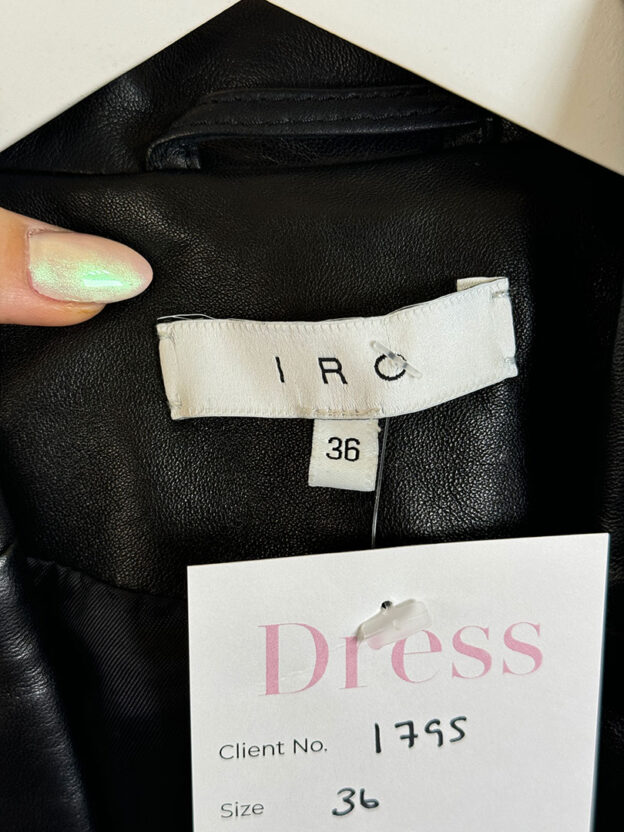 IRO
36
Dress
Client No. 1795
Size 36